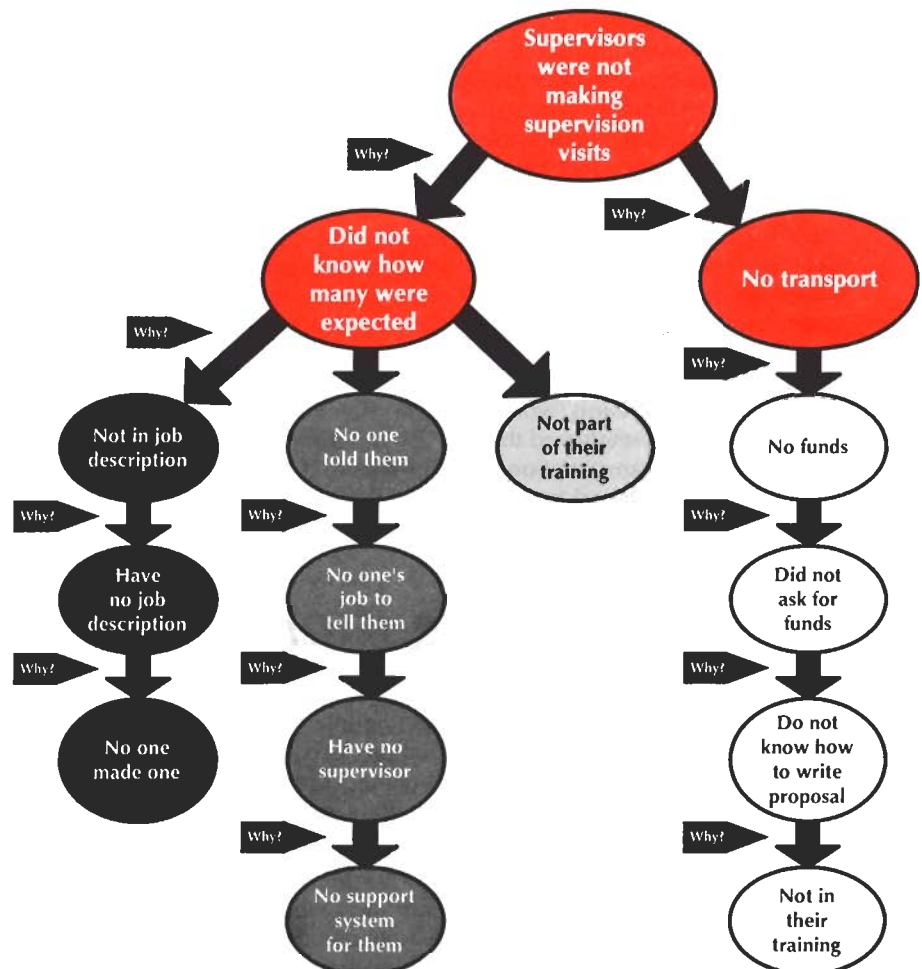 Supervisors
were not
making
supervision
visits
Why?
Why?
Did not
know how
many were
expected
No transport
Why?
Why?
Not in job
description
No one
told them
Not part
of their
training
No funds
Why?
Why?
Why?
Have
no job
description
No one's
job to
tell them
Did not
ask for
funds
Why?
Why?
Why?
No one
made one
Have no
supervisor
Do not
know how
to write
proposal
Why?
Why?
No support
system
for them
Not in
their
training